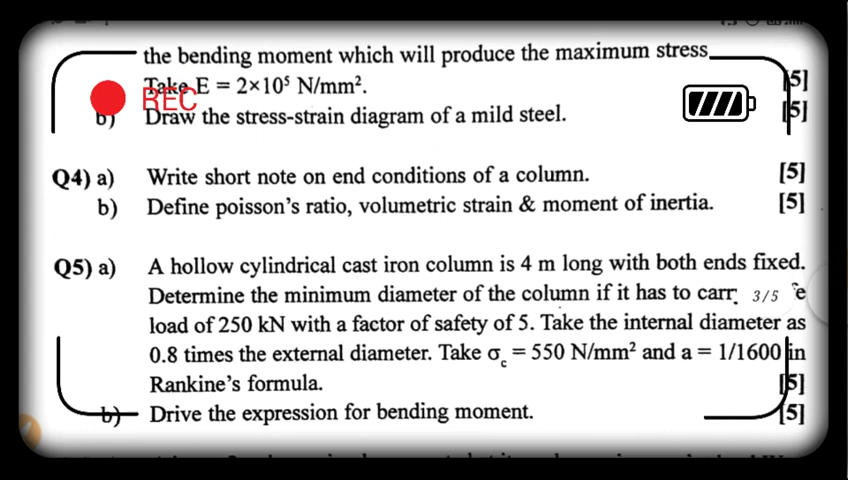 the bending moment which will produce the maximum stress
Take E = 2×10⁵ N/mm². [5]
REC
b) Draw the stress-strain diagram of a mild steel. [5]
Q4) a) Write short note on end conditions of a column. [5]
b) Define poisson's ratio, volumetric strain & moment of inertia. [5]
Q5) a) A hollow cylindrical cast iron column is 4 m long with both ends fixed.
Determine the minimum diameter of the column if it has to 3/5
load of 250 kN with a factor of safety of 5. Take the internal diameter as
0.8 times the external diameter. Take σc = 550 N/mm² and a = 1/1600 in
Rankine's formula. [5]
b) Drive the expression for bending moment. [5]